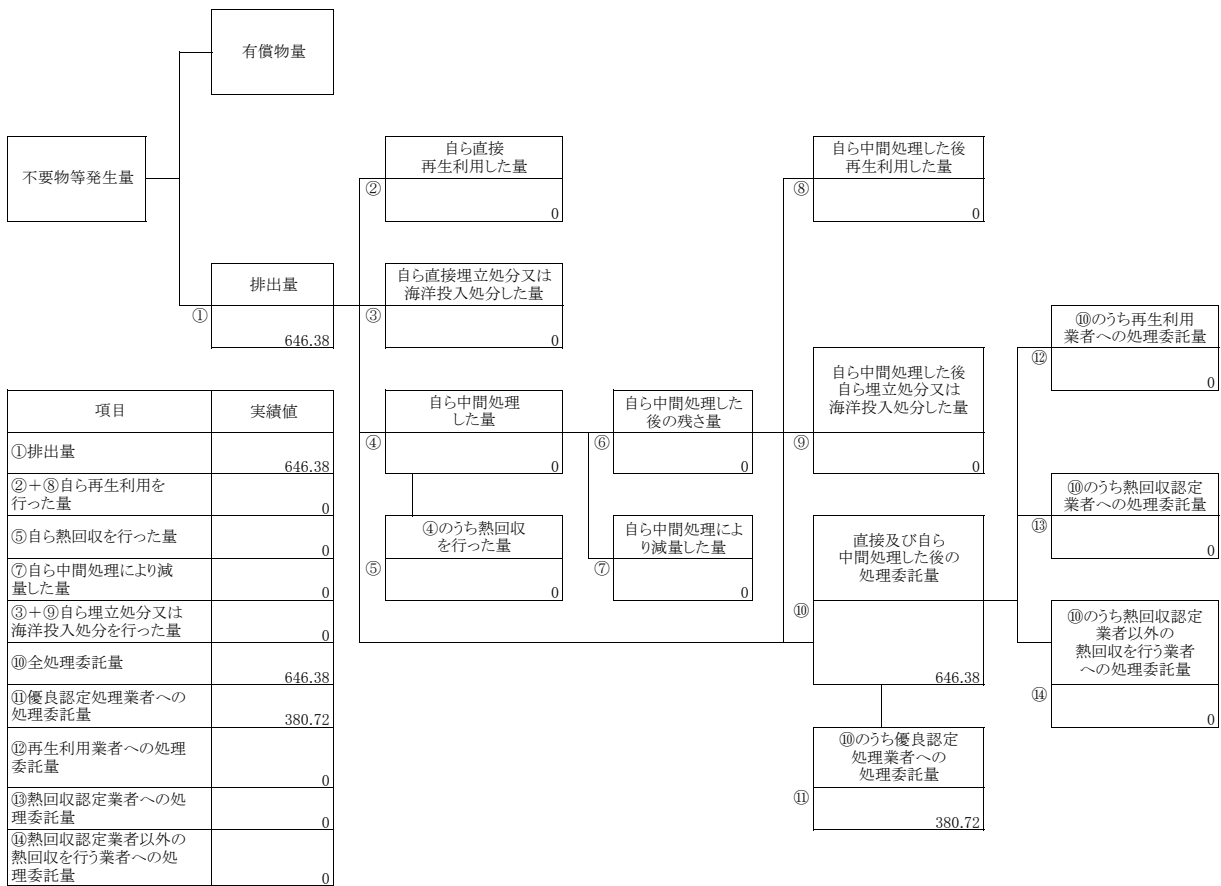 有償物量
不要物等発生量
自ら直接
再生利用した量
②
0
自ら中間処理した後
再生利用した量
⑧
0
排出量
①
646.38
自ら直接埋立処分又は
海洋投入処分した量
③
0
⑩のうち再生利用
業者への処理委託量
⑫
0
自ら中間処理
した量
④
0
自ら中間処理した
後の残さ量
⑥
0
自ら中間処理した後
自ら埋立処分又は
海洋投入処分した量
⑨
0
⑩のうち熱回収認定
業者への処理委託量
⑬
0
④のうち熱回収
を行った量
⑤
0
自ら中間処理によ
り減量した量
⑦
0
直接及び自ら
中間処理した後の
処理委託量
⑩
646.38
⑩のうち熱回収認定
業者以外の
熱回収を行う業者
への処理委託量
⑭
0
⑩のうち優良認定
処理業者への
処理委託量
⑪
380.72
項目 実績値
①排出量
646.38
②+⑧自ら再生利用を
行った量
0
⑤自ら熱回収を行った量
0
⑦自ら中間処理により減
量した量
0
③+⑨自ら埋立処分又は
海洋投入処分を行った量
0
⑩全処理委託量
646.38
⑪優良認定処理業者への
処理委託量
380.72
⑫再生利用業者への処理
委託量
0
⑬熱回収認定業者への処
理委託量
0
⑭熱回収認定業者以外の
熱回収を行う業者への処
理委託量
0